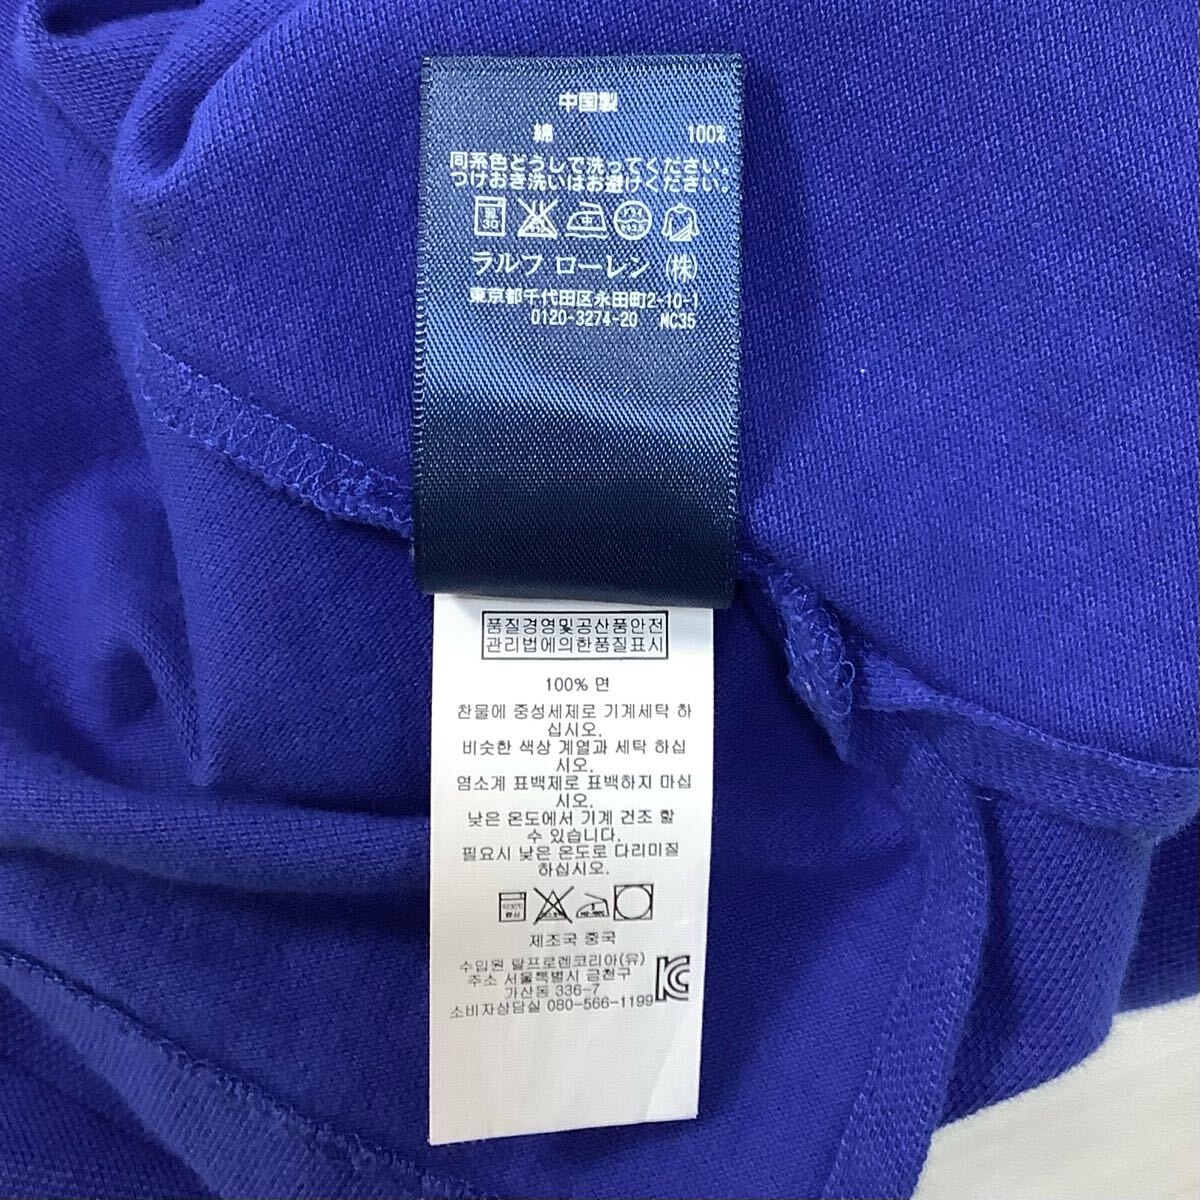 中国製
綿 100%
同系色どうしで洗ってください。
つけおき洗いはお避けください。
中
ラルフ ローレン (株)
東京都千代田区永田町2-10-1
0120-3274-20 MC35
품질경영및공산품안전
관리법에의한품질표시
100% 면
찬물에 중성세제로 기계세탁 하
십시오.
비슷한 색상 계열과 세탁 하십
시오.
염소계 표백제로 표백하지 마십
시오.
낮은 온도에서 기계 건조 할
수 있습니다.
필요시 낮은 온도로 다리미질
하십시오.
제조국 중국
수입원 랄프로렌코리아(유)
주소 서울특별시 금천구
가산동 336-7
소비자상담실 080-566-1199